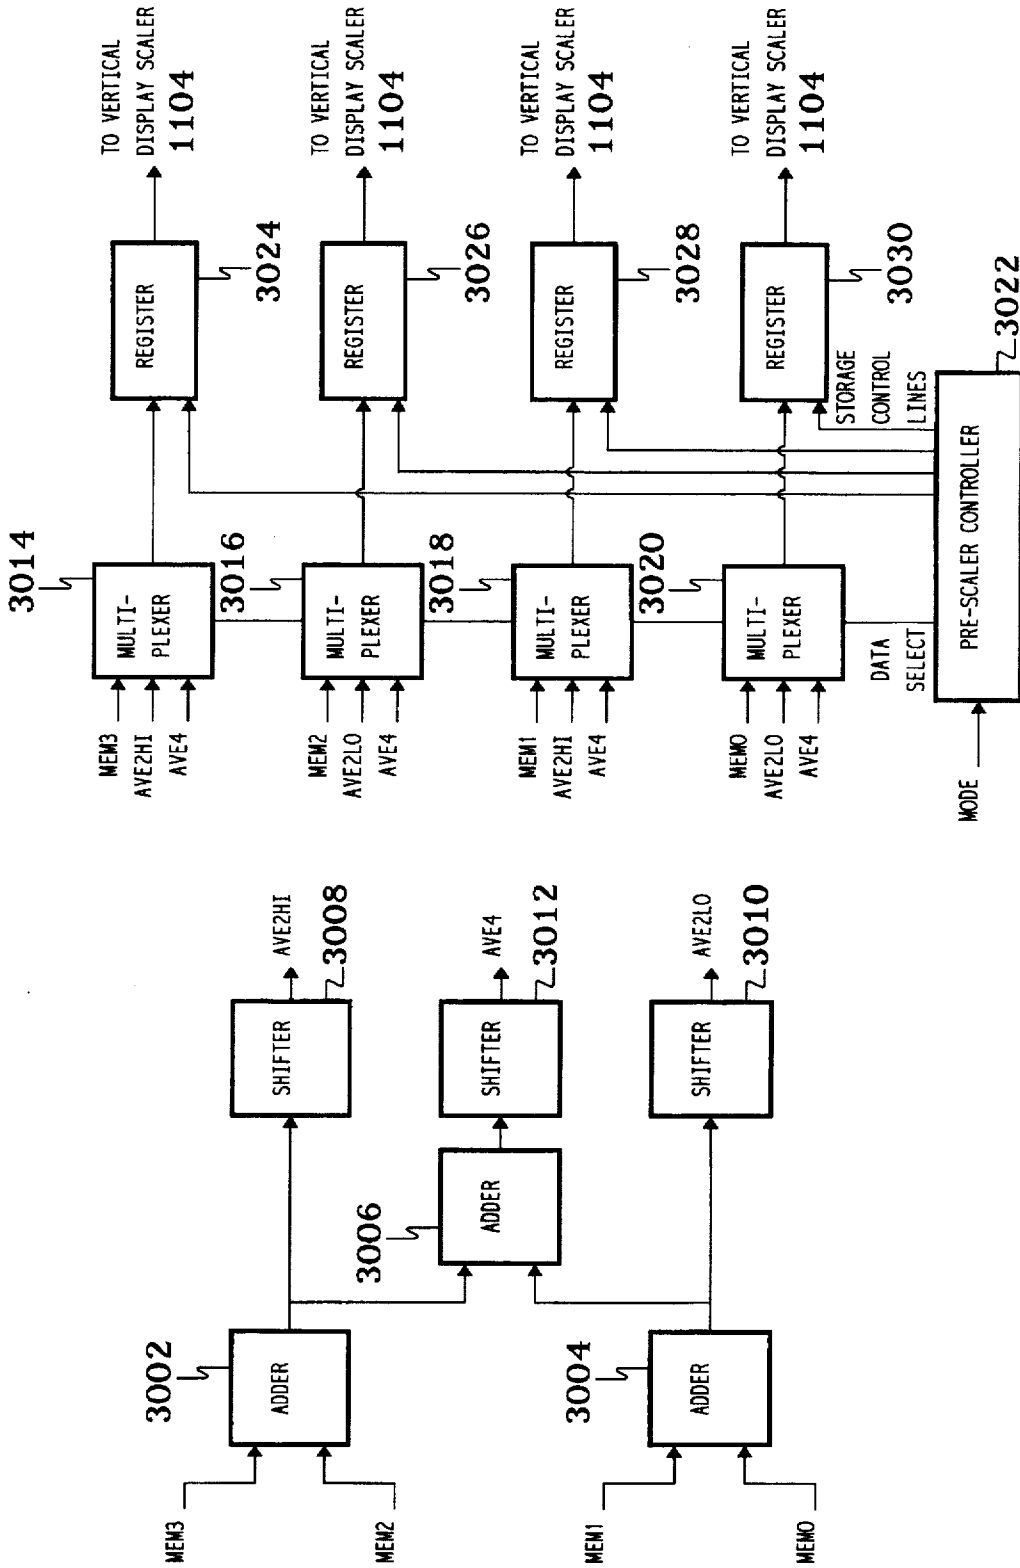 MEM3
MEM2
ADDER
3002
SHIFTER
AVE2HI
3008
3006
ADDER
SHIFTER
AVE4
3012
MEM1
MEM0
ADDER
3004
SHIFTER
AVE2LO
3010
MEM3
AVE2HI
AVE4
MULTI-
PLEXER
3014
REGISTER
3024
TO VERTICAL
DISPLAY SCALER
1104
MEM2
AVE2LO
AVE4
MULTI-
PLEXER
3016
REGISTER
3026
TO VERTICAL
DISPLAY SCALER
1104
MEM1
AVE2HI
AVE4
MULTI-
PLEXER
3018
REGISTER
3028
TO VERTICAL
DISPLAY SCALER
1104
MEM0
AVE2LO
AVE4
MULTI-
PLEXER
3020
REGISTER
3030
TO VERTICAL
DISPLAY SCALER
1104
DATA
SELECT
STORAGE
CONTROL
LINES
MODE
PRE-SCALER CONTROLLER
3022